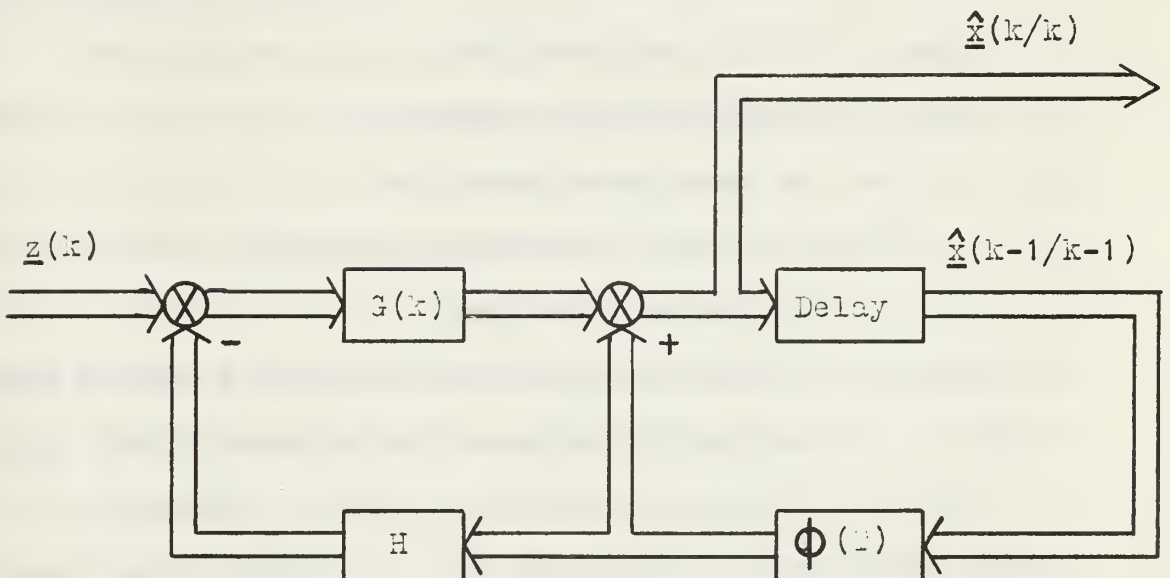 x̂(k/k)
z(k)
x̂(k-1/k-1)
G(k)
Delay
-
+
H
ϕ(T)